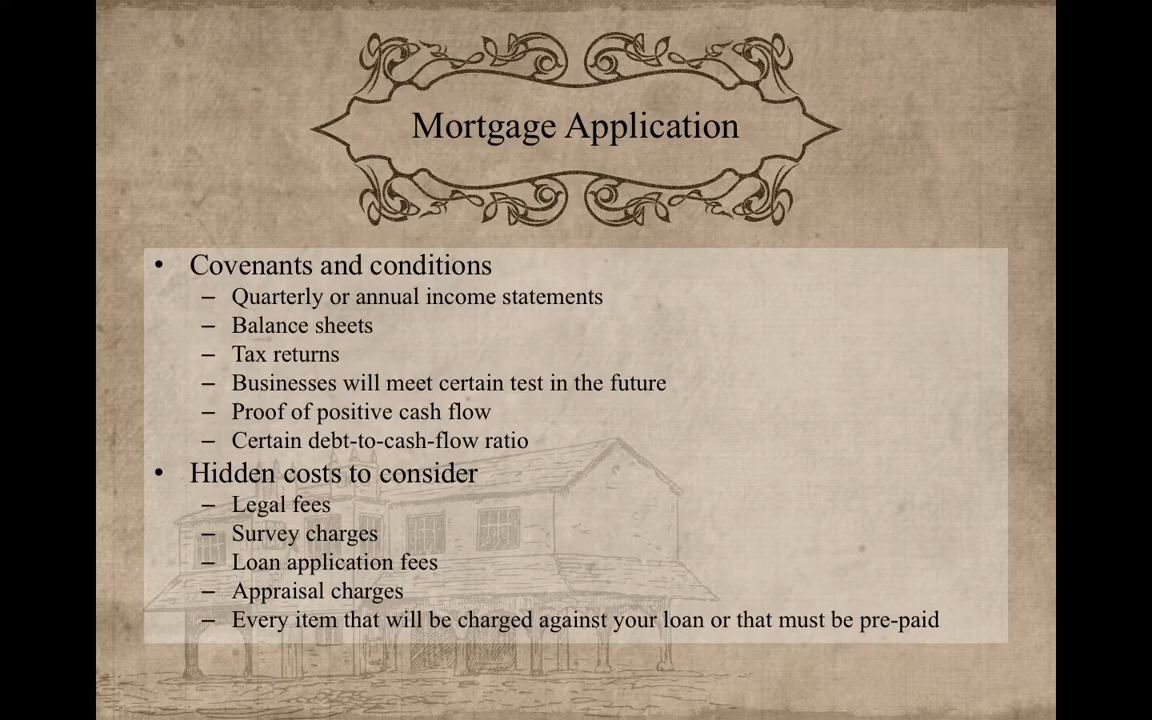 Mortgage Application
• Covenants and conditions
– Quarterly or annual income statements
– Balance sheets
– Tax returns
– Businesses will meet certain test in the future
– Proof of positive cash flow
– Certain debt-to-cash-flow ratio
• Hidden costs to consider
– Legal fees
– Survey charges
– Loan application fees
– Appraisal charges
– Every item that will be charged against your loan or that must be pre-paid